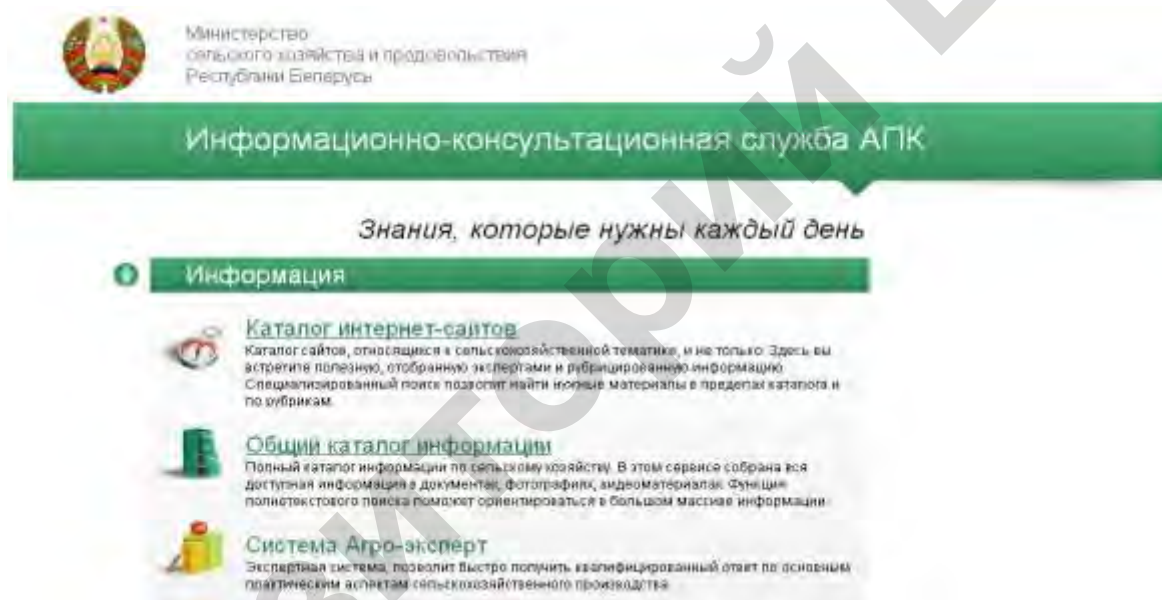 Министерство
сельского хозяйства и продовольствия
Республики Беларусь
Информационно-консультационная служба АПК
Знания, которые нужны каждый день
Информация
Каталог интернет-сайтов
Каталог сайтов, относящихся к сельскохозяйственной тематике, и не только. Здесь вы
встретите полезную, отобранную экспертами и рубрицированную информацию.
Специализированный поиск позволит найти нужные материалы в пределах каталога и
по рубрикам.
Общий каталог информации
Полный каталог информации по сельскому хозяйству. В этом сервисе собрана вся
доступная информация в документах, фотографиях, видеоматериалах. Функция
полнотекстового поиска поможет ориентироваться в большом массиве информации.
Система Агро-эксперт
Экспертная система, позволит быстро получить квалифицированный ответ по основным
практическим аспектам сельскохозяйственного производства